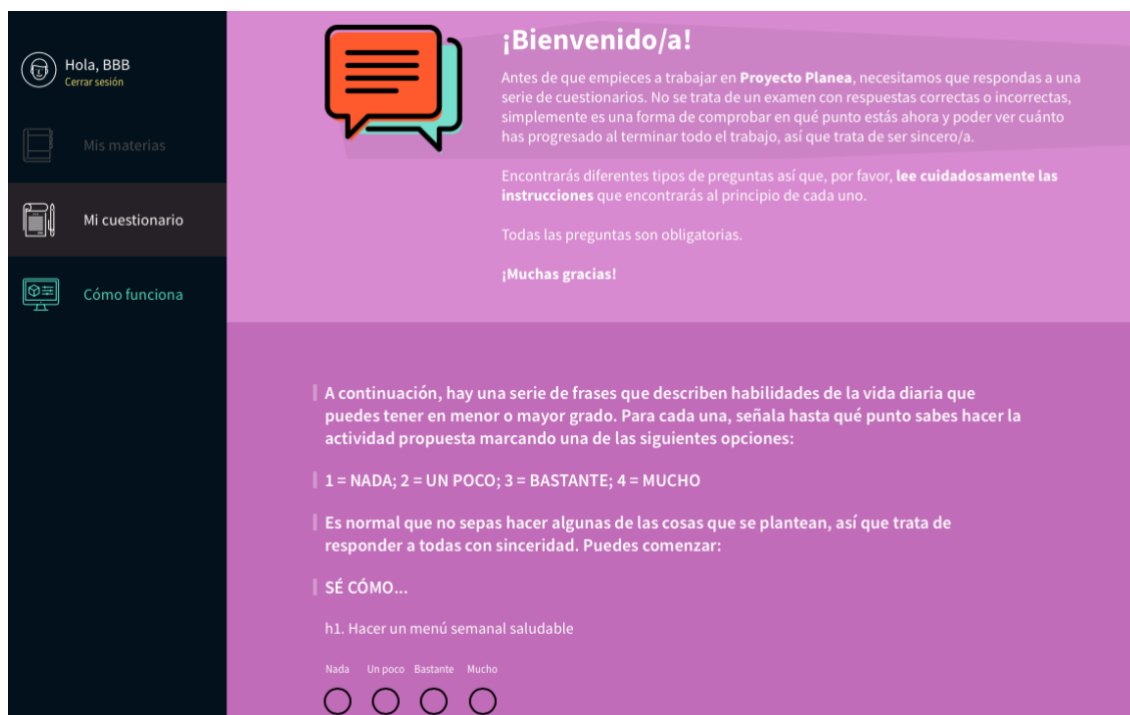 Hola, BBB
Cerrar sesión
Mis materias
Mi cuestionario
Cómo funciona
¡Bienvenido/a!
Antes de que empieces a trabajar en Proyecto Planea, necesitamos que respondas a una
serie de cuestionarios. No se trata de un examen con respuestas correctas o incorrectas,
simplemente es una forma de comprobar en qué punto estás ahora y poder ver cuánto
has progresado al terminar todo el trabajo, así que trata de ser sincero/a.
Encontrarás diferentes tipos de preguntas así que, por favor, lee cuidadosamente las
instrucciones que encontrarás al principio de cada uno.
Todas las preguntas son obligatorias.
¡Muchas gracias!
A continuación, hay una serie de frases que describen habilidades de la vida diaria que
puedes tener en menor o mayor grado. Para cada una, señala hasta qué punto sabes hacer la
actividad propuesta marcando una de las siguientes opciones:
1 = NADA; 2 = UN POCO; 3 = BASTANTE; 4 = MUCHO
Es normal que no sepas hacer algunas de las cosas que se plantean, así que trata de
responder a todas con sinceridad. Puedes comenzar:
SÉ CÓMO...
h1. Hacer un menú semanal saludable
Nada Un poco Bastante Mucho